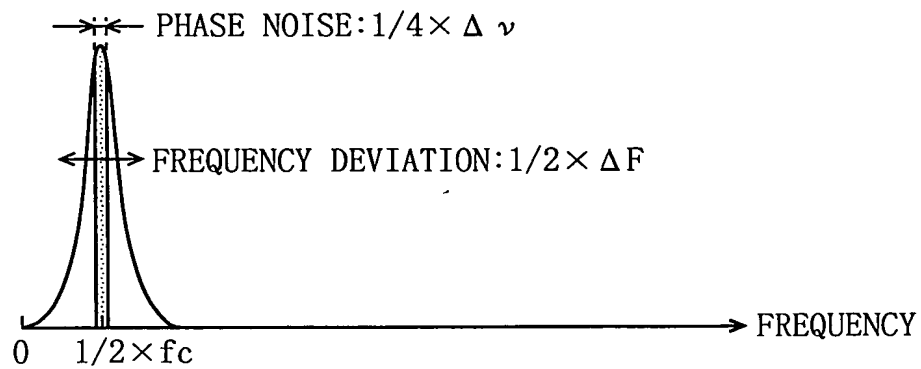 PHASE NOISE:1/4× Δ ν
FREQUENCY DEVIATION:1/2× ΔF
FREQUENCY
0 1/2×fc